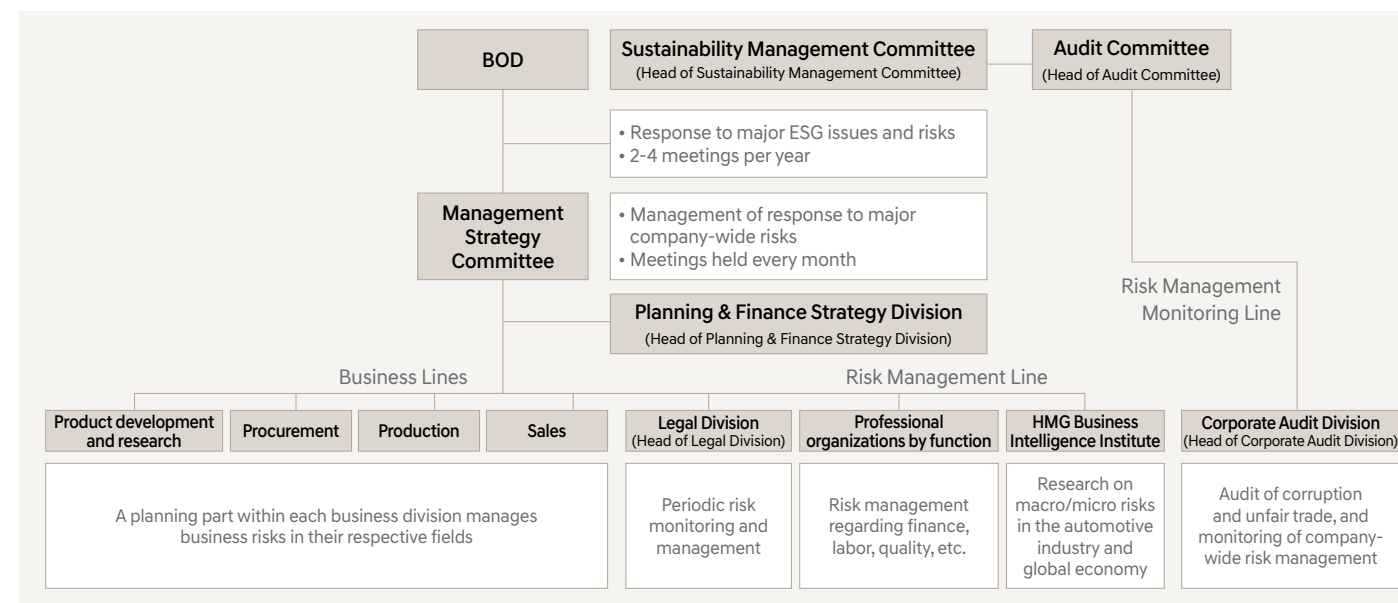 BOD
Sustainability Management Committee
(Head of Sustainability Management Committee)
Audit Committee
(Head of Audit Committee)
• Response to major ESG issues and risks
• 2-4 meetings per year
Management
Strategy
Committee
• Management of response to major
company-wide risks
• Meetings held every month
Planning & Finance Strategy Division
(Head of Planning & Finance Strategy Division)
Risk Management
Monitoring Line
Business Lines
Risk Management Line
Product development
and research
Procurement
Production
Sales
Legal Division
(Head of Legal Division)
Professional
organizations by function
HMG Business
Intelligence Institute
Corporate Audit Division
(Head of Corporate Audit Division)
A planning part within each business division manages
business risks in their respective fields
Periodic risk
monitoring and
management
Risk management
regarding finance,
labor, quality, etc.
Research on
macro/micro risks
in the automotive
industry and
global economy
Audit of corruption
and unfair trade, and
monitoring of company-
wide risk management